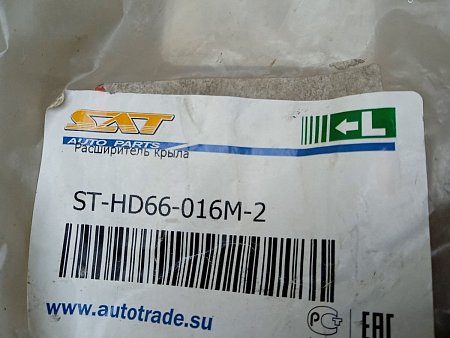 SAT
AUTO PARTS
L
Расширитель крыла
ST-HD66-016M-2
www.autotrade.su
EAC